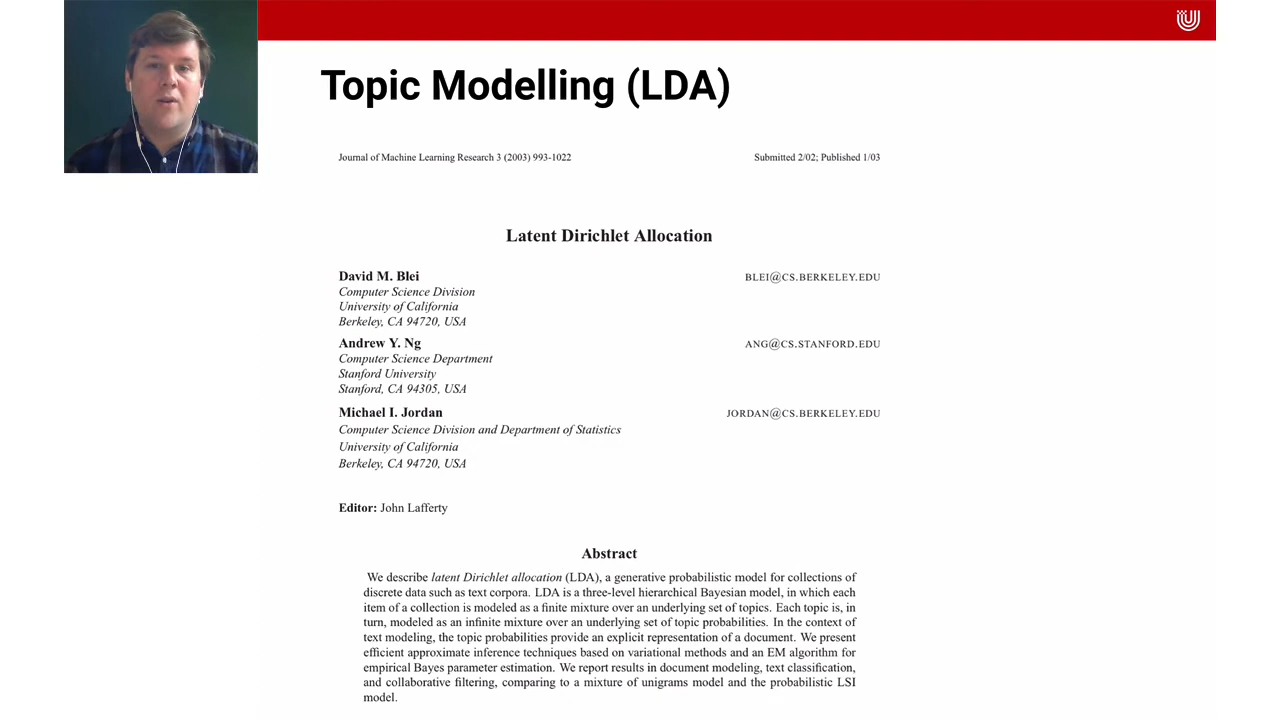 Topic Modelling (LDA)
Journal of Machine Learning Research 3 (2003) 993-1022 Submitted 2/02; Published 1/03
Latent Dirichlet Allocation
David M. Blei BLEI@CS.BERKELEY.EDU
Computer Science Division
University of California
Berkeley, CA 94720, USA
Andrew Y. Ng ANG@CS.STANFORD.EDU
Computer Science Department
Stanford University
Stanford, CA 94305, USA
Michael I. Jordan JORDAN@CS.BERKELEY.EDU
Computer Science Division and Department of Statistics
University of California
Berkeley, CA 94720, USA
Editor: John Lafferty
Abstract
We describe latent Dirichlet allocation (LDA), a generative probabilistic model for collections of
discrete data such as text corpora. LDA is a three-level hierarchical Bayesian model, in which each
item of a collection is modeled as a finite mixture over an underlying set of topics. Each topic is, in
turn, modeled as an infinite mixture over an underlying set of topic probabilities. In the context of
text modeling, the topic probabilities provide an explicit representation of a document. We present
efficient approximate inference techniques based on variational methods and an EM algorithm for
empirical Bayes parameter estimation. We report results in document modeling, text classification,
and collaborative filtering, comparing to a mixture of unigrams model and the probabilistic LSI
model.